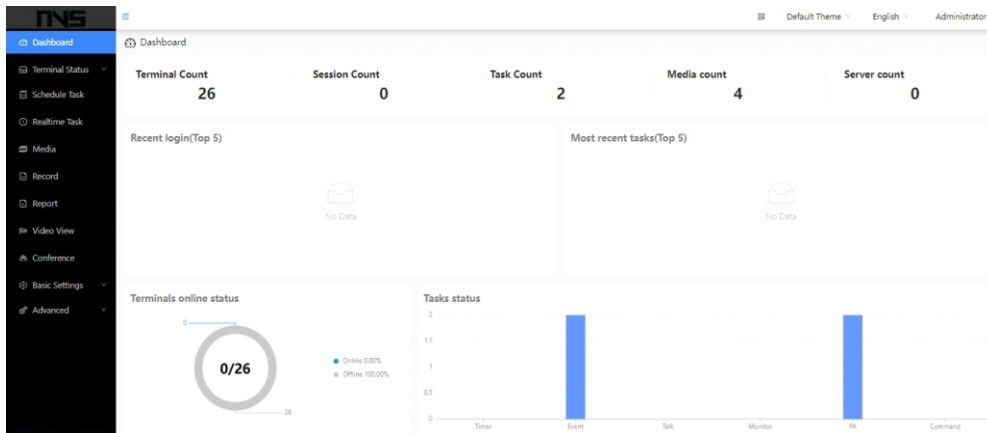 NVS
Default Theme English Administrator
Dashboard
Terminal Status
Schedule Task
Realtime Task
Media
Record
Report
Video View
Conference
Basic Settings
Advanced
Dashboard
Terminal Count Session Count Task Count Media count Server count
26 0 2 4 0
Recent login(Top 5) Most recent tasks(Top 5)
No Data No Data
Terminals online status
0
0/26
26
Online 0.00%
Offline 100.00%
Tasks status
2
1.5
1
0.5
0
Timer Event Talk Monitor PA Command